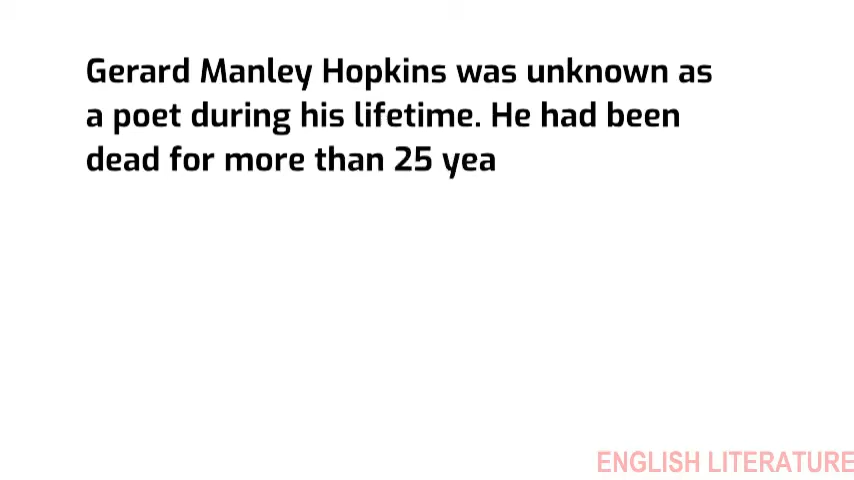 Gerard Manley Hopkins was unknown as
a poet during his lifetime. He had been
dead for more than 25 yea
ENGLISH LITERATURE